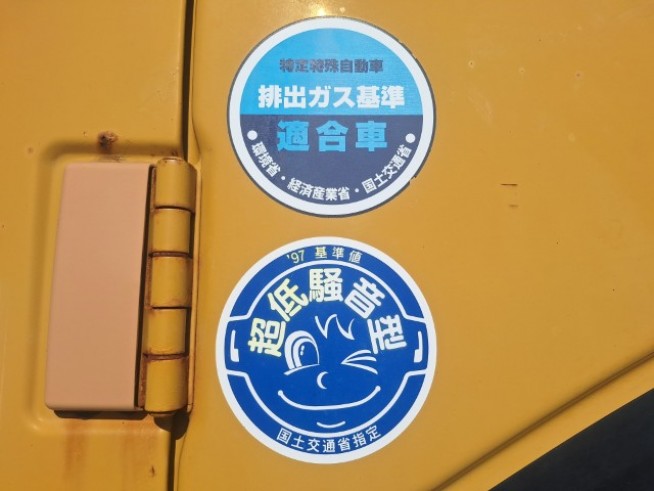 特定特殊自動車
排出ガス基準
適合車
環境省・経済産業省・国土交通省
'97 基準値
超低騒音型
国土交通省指定